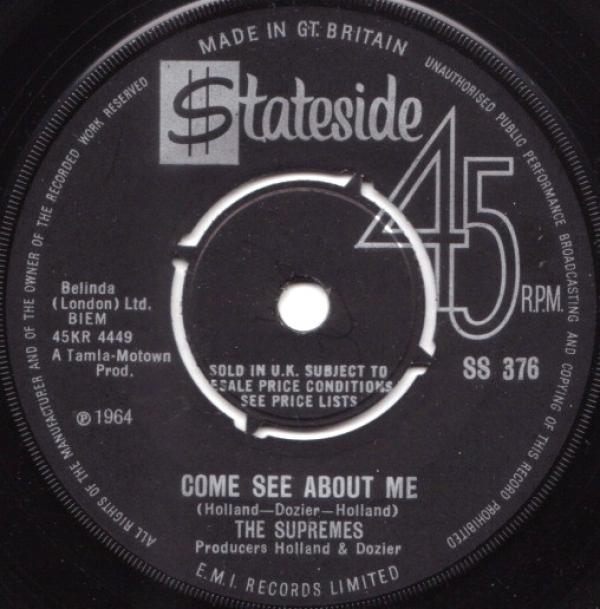 MADE IN GT. BRITAIN
UNAUTHORISED PUBLIC PERFORMANCE BROADCASTING AND COPYING OF THIS RECORD PROHIBITED
ALL RIGHTS OF THE MANUFACTURER AND OF THE OWNER OF THE RECORDED WORK RESERVED
$tateside
45
R.P.M.
Belinda
(London) Ltd.
BIEM
45KR 4449
A Tamla-Motown
Prod.
℗ 1964
SS 376
SOLD IN U.K. SUBJECT TO
ESALE PRICE CONDITIONS
SEE PRICE LISTS
COME SEE ABOUT ME
(Holland—Dozier—Holland)
THE SUPREMES
Producers Holland & Dozier
E.M.I. RECORDS LIMITED